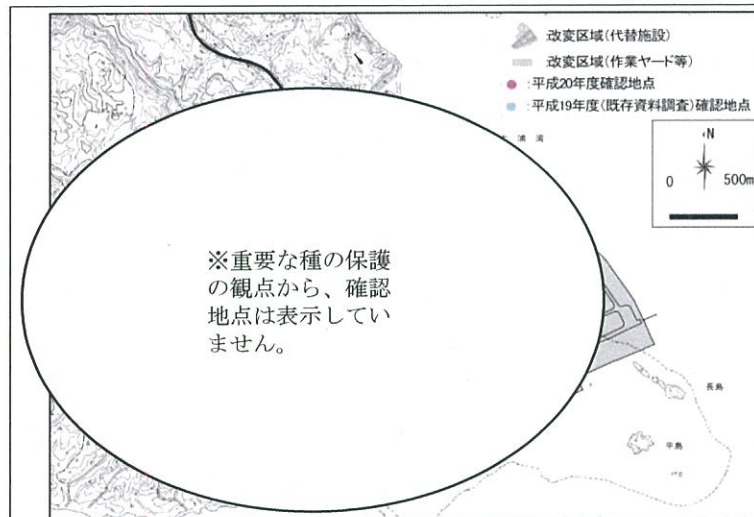 :改変区域(代替施設)
:改変区域(作業ヤード等)
:平成20年度確認地点
:平成19年度(既存資料調査)確認地点
浦湾
N
0 500m
※重要な種の保護
の観点から、確認
地点は表示してい
ません。
長島
平島